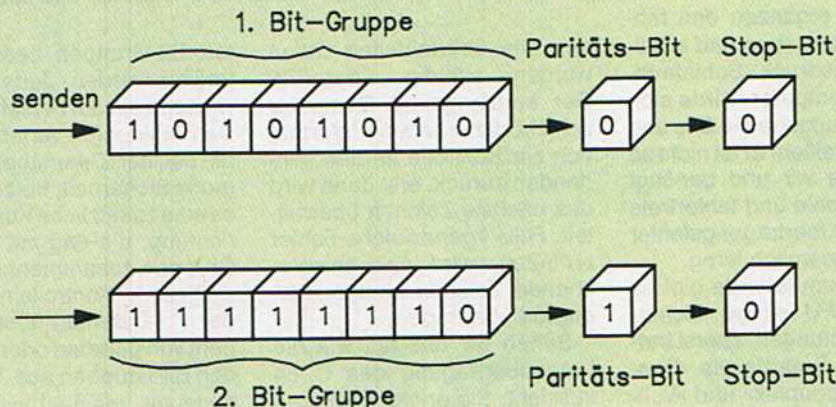 1. Bit-Gruppe
Paritäts-Bit
Stop-Bit
senden
1 0 1 0 1 0 1 0
0
0
1 1 1 1 1 1 1 0
1
0
2. Bit-Gruppe
Paritäts-Bit
Stop-Bit